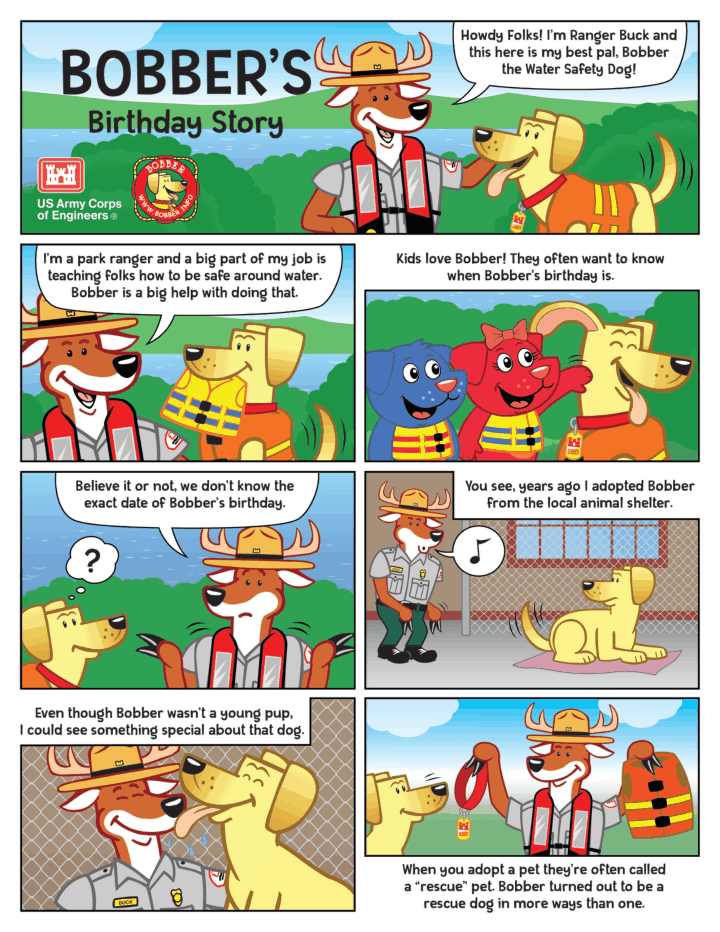 BOBBER'S
Birthday Story
Howdy Folks! I'm Ranger Buck and
this here is my best pal, Bobber
the Water Safety Dog!
US Army Corps
of Engineers ®
BOBBER
WWW.BOBBER.INFO
I'm a park ranger and a big part of my job is
teaching folks how to be safe around water.
Bobber is a big help with doing that.
Kids love Bobber! They often want to know
when Bobber's birthday is.
BOBBER
Believe it or not, we don't know the
exact date of Bobber's birthday.
?
You see, years ago I adopted Bobber
from the local animal shelter.
Even though Bobber wasn't a young pup,
I could see something special about that dog.
BUCK
BOBBER
When you adopt a pet they're often called
a "rescue" pet. Bobber turned out to be a
rescue dog in more ways than one.